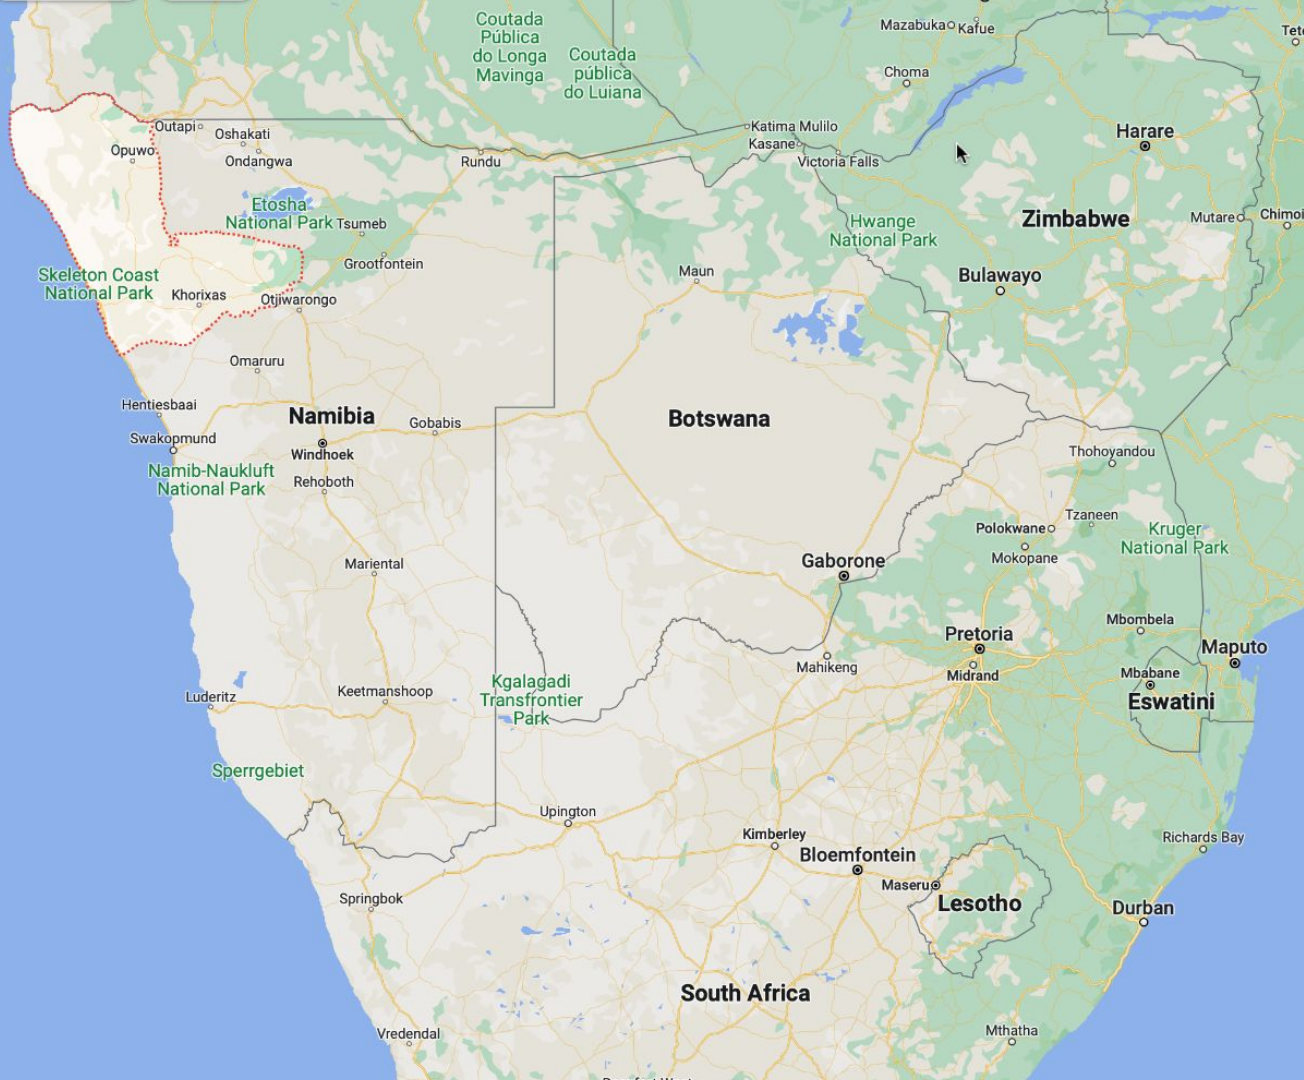 Coutada
Pública
do Longa
Mavinga
Coutada
pública
do Luiana
Mazabuka
Kafue
Choma
Outapi
Oshakati
Opuwo
Ondangwa
Rundu
Katima Mulilo
Kasane
Victoria Falls
Harare
Zimbabwe
Mutare
Chimoi
Etosha
National Park
Tsumeb
Grootfontein
Hwange
National Park
Skeleton Coast
National Park
Khorixas
Otjiwarongo
Maun
Bulawayo
Omaruru
Hentiesbaai
Namibia
Gobabis
Botswana
Swakopmund
Windhoek
Namib-Naukluft
National Park
Rehoboth
Thohoyandou
Polokwane
Tzaneen
Mokopane
Kruger
National Park
Mariental
Gaborone
Pretoria
Mbombela
Maputo
Mahikeng
Midrand
Mbabane
Eswatini
Luderitz
Keetmanshoop
Kgalagadi
Transfrontier
Park
Sperrgebiet
Upington
Kimberley
Bloemfontein
Richards Bay
Maseru
Lesotho
Springbok
Durban
South Africa
Vredendal
Mthatha